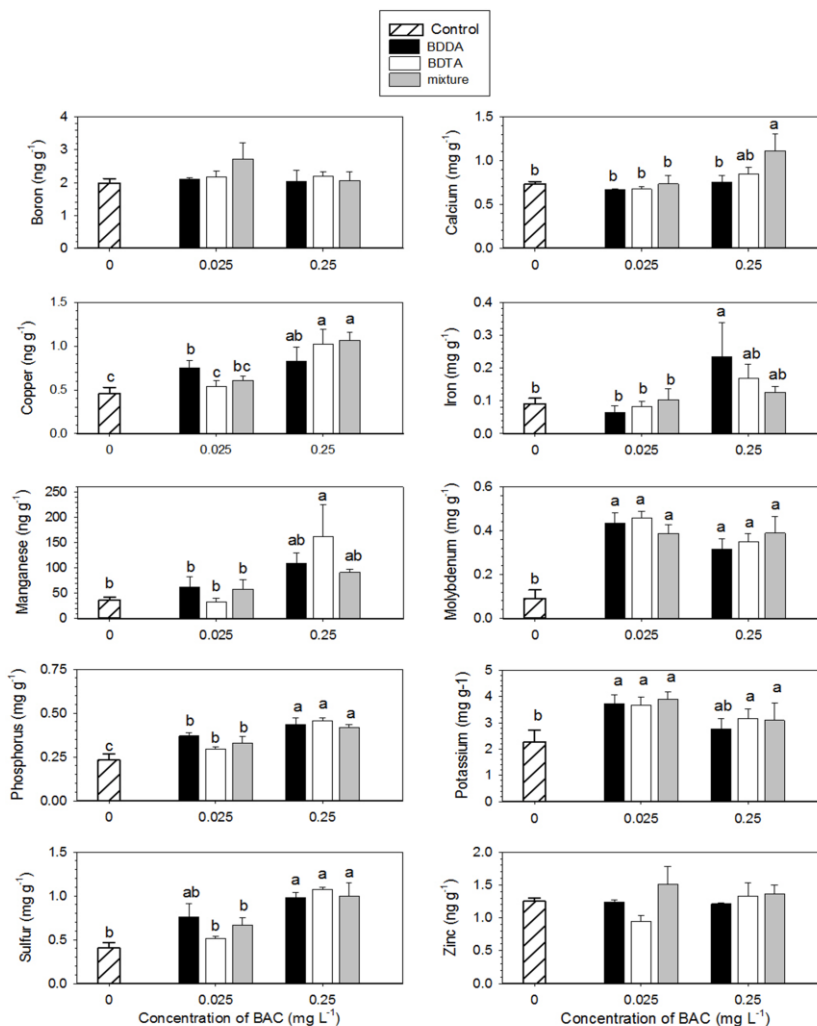 Control
BDDA
BDTA
mixture
Boron (ng g-1)
4
3
2
1
0
0 0.025 0.25
Calcium (mg g-1)
1.5
1.0
0.5
0.0
b b b b b ab a
0 0.025 0.25
Copper (ng g-1)
1.5
1.0
0.5
0.0
c b c bc ab a a
0 0.025 0.25
Iron (mg g-1)
0.4
0.3
0.2
0.1
0.0
b b b b a ab ab
0 0.025 0.25
Manganese (ng g-1)
250
200
150
100
50
0
b b b b ab a ab
0 0.025 0.25
Molybdenum (mg g-1)
0.6
0.4
0.2
0.0
b a a a a a a
0 0.025 0.25
Phosphorus (mg g-1)
0.75
0.50
0.25
0.00
c b b b a a a
0 0.025 0.25
Potassium (mg g-1)
5
4
3
2
1
0
b a a a ab a a
0 0.025 0.25
Sulfur (mg g-1)
1.5
1.0
0.5
0.0
b ab b b a a a
0 0.025 0.25
Concentration of BAC (mg L-1)
Zinc (ng g-1)
2.0
1.5
1.0
0.5
0.0
0 0.025 0.25
Concentration of BAC (mg L-1)